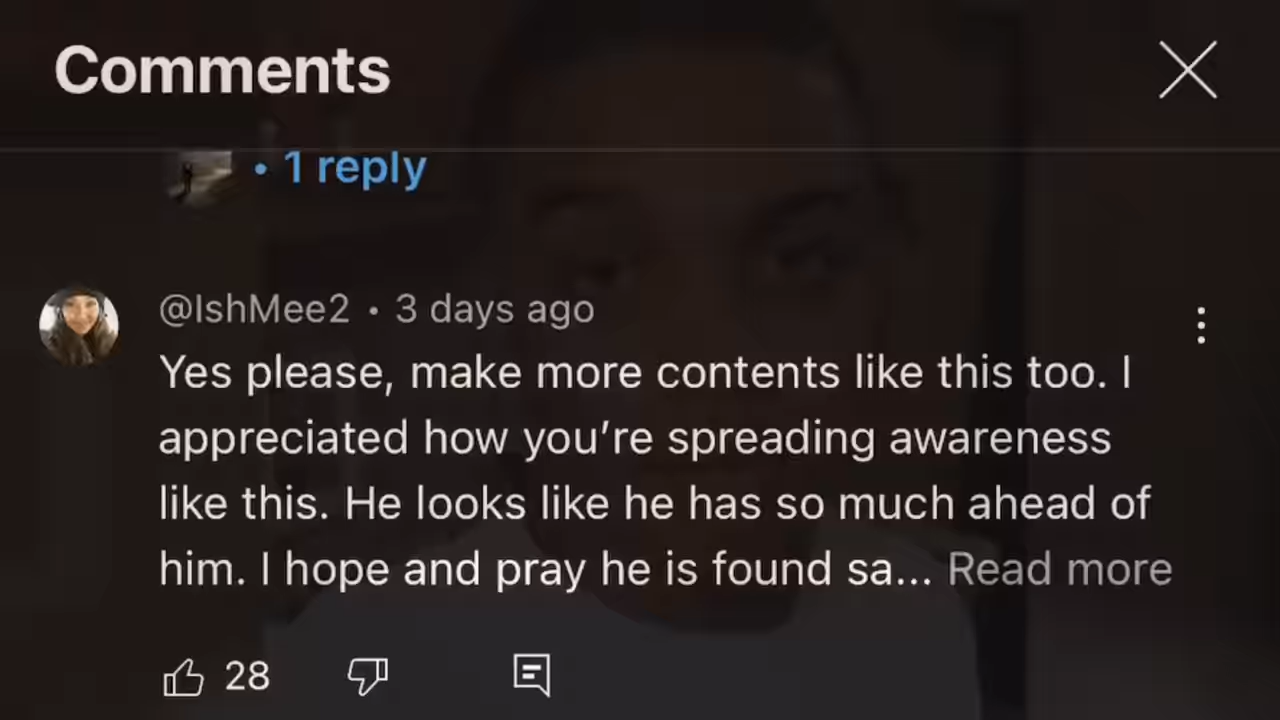 Comments
• 1 reply
@IshMee2 • 3 days ago
Yes please, make more contents like this too. I
appreciated how you’re spreading awareness
like this. He looks like he has so much ahead of
him. I hope and pray he is found sa... Read more
28